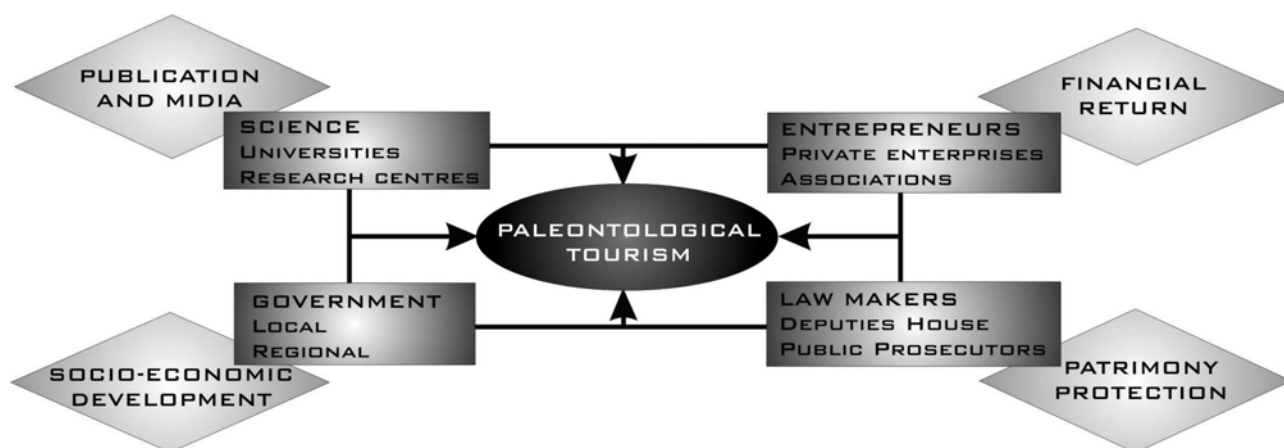 PUBLICATION
AND MIDIA
SCIENCE
UNIVERSITIES
RESEARCH CENTRES
FINANCIAL
RETURN
ENTREPRENEURS
PRIVATE ENTERPRISES
ASSOCIATIONS
PALEONTOLOGICAL
TOURISM
GOVERNMENT
LOCAL
REGIONAL
SOCIO-ECONOMIC
DEVELOPMENT
LAW MAKERS
DEPUTIES HOUSE
PUBLIC PROSECUTORS
PATRIMONY
PROTECTION